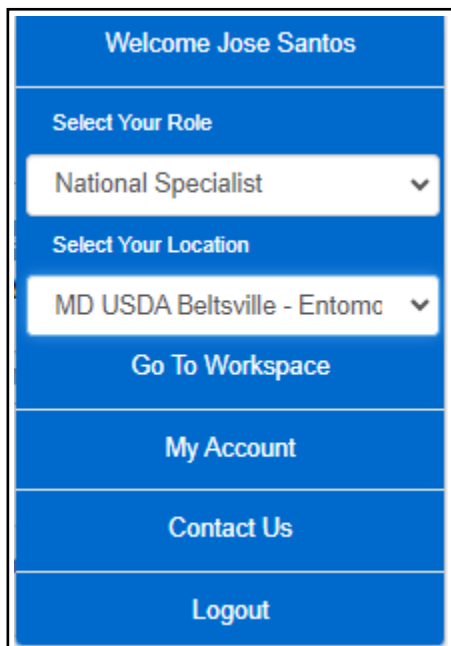 Welcome Jose Santos
Select Your Role
National Specialist
Select Your Location
MD USDA Beltsville - Entomo
Go To Workspace
My Account
Contact Us
Logout